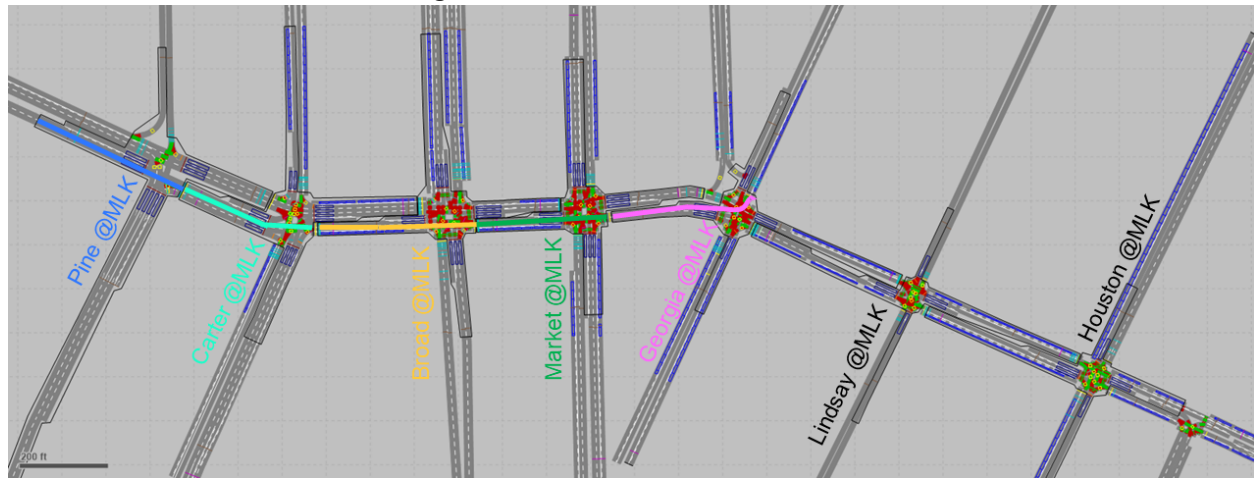 Pine @MLK
Carter @MLK
Broad @MLK
Market @MLK
Georgia @MLK
Lindsay @MLK
Houston @MLK
200 ft